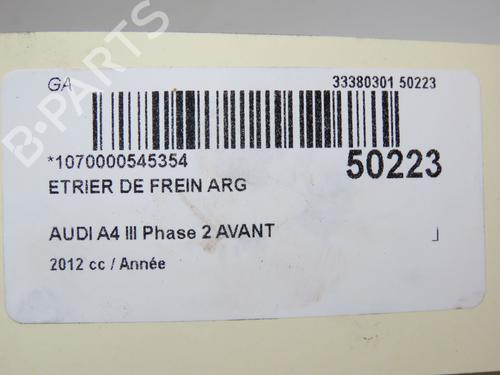 B-PARTS
GA 33380301 50223
*1070000545354 50223
ETRIER DE FREIN ARG
AUDI A4 III Phase 2 AVANT
2012 cc / Année